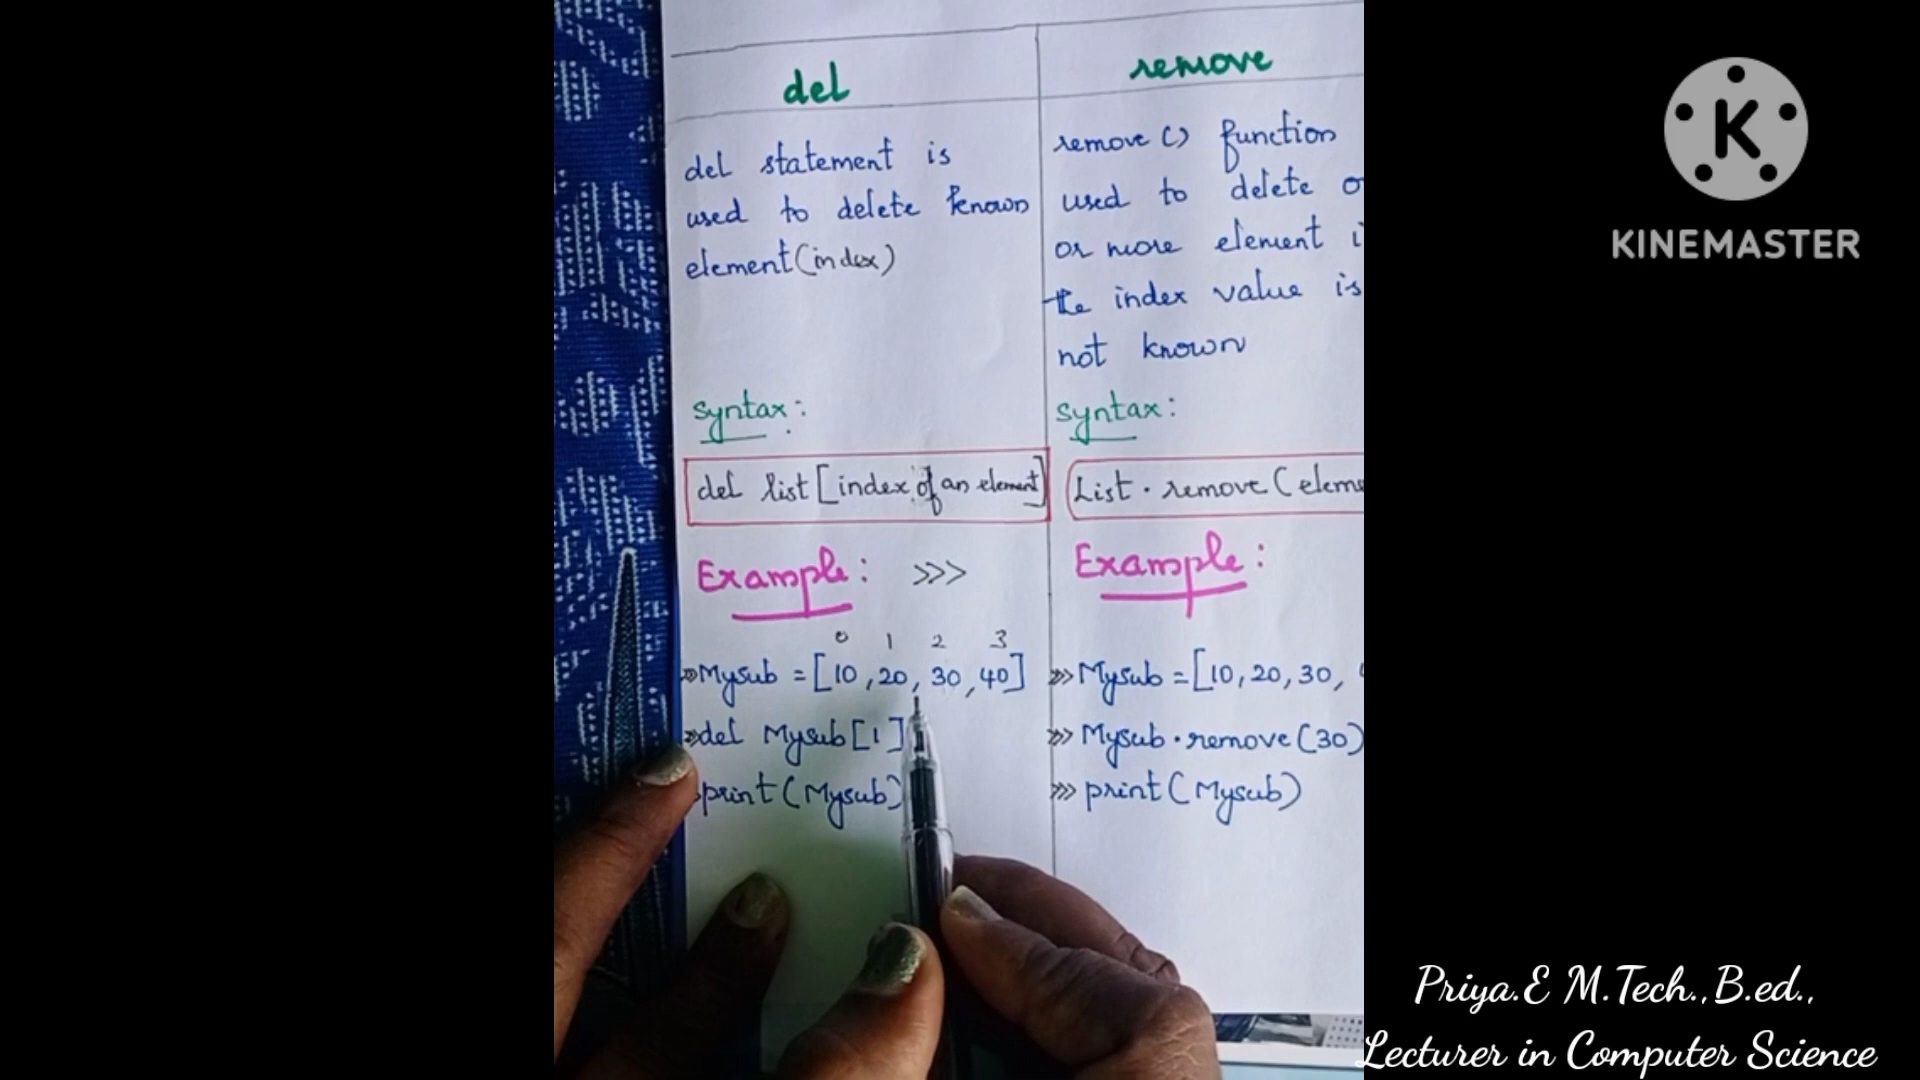 del
del statement is
used to delete known
element(index)
syntax:
del list[index of an element]
Example: >>>
0 1 2 3
>>Mysub = [10,20,30,40]
>>del Mysub[1]
print(Mysub)
remove
remove() function
used to delete o
or more element i
the index value is
not known
syntax:
List.remove(eleme
Example:
>>> Mysub = [10,20,30,
>>> Mysub.remove(30)
>>> print(Mysub)
K
KINEMASTER
Priya.E M.Tech.,B.ed.,
Lecturer in Computer Science